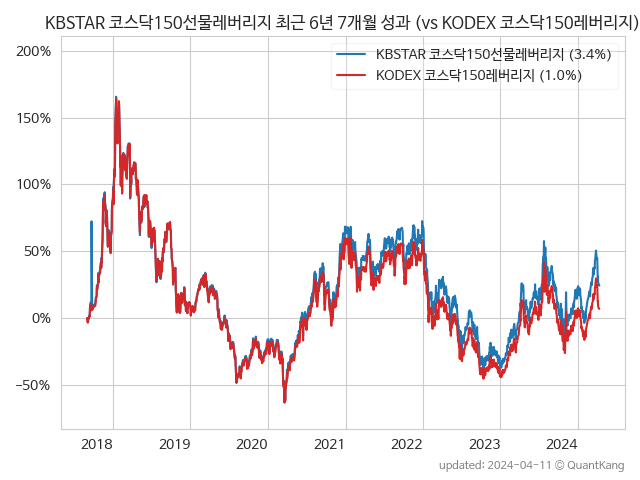 KBSTAR 코스닥150선물레버리지 최근 6년 7개월 성과 (vs KODEX 코스닥150레버리지)
KBSTAR 코스닥150선물레버리지 (3.4%)
KODEX 코스닥150레버리지 (1.0%)
200%
150%
100%
50%
0%
−50%
2018 2019 2020 2021 2022 2023 2024
updated: 2024-04-11 © QuantKang